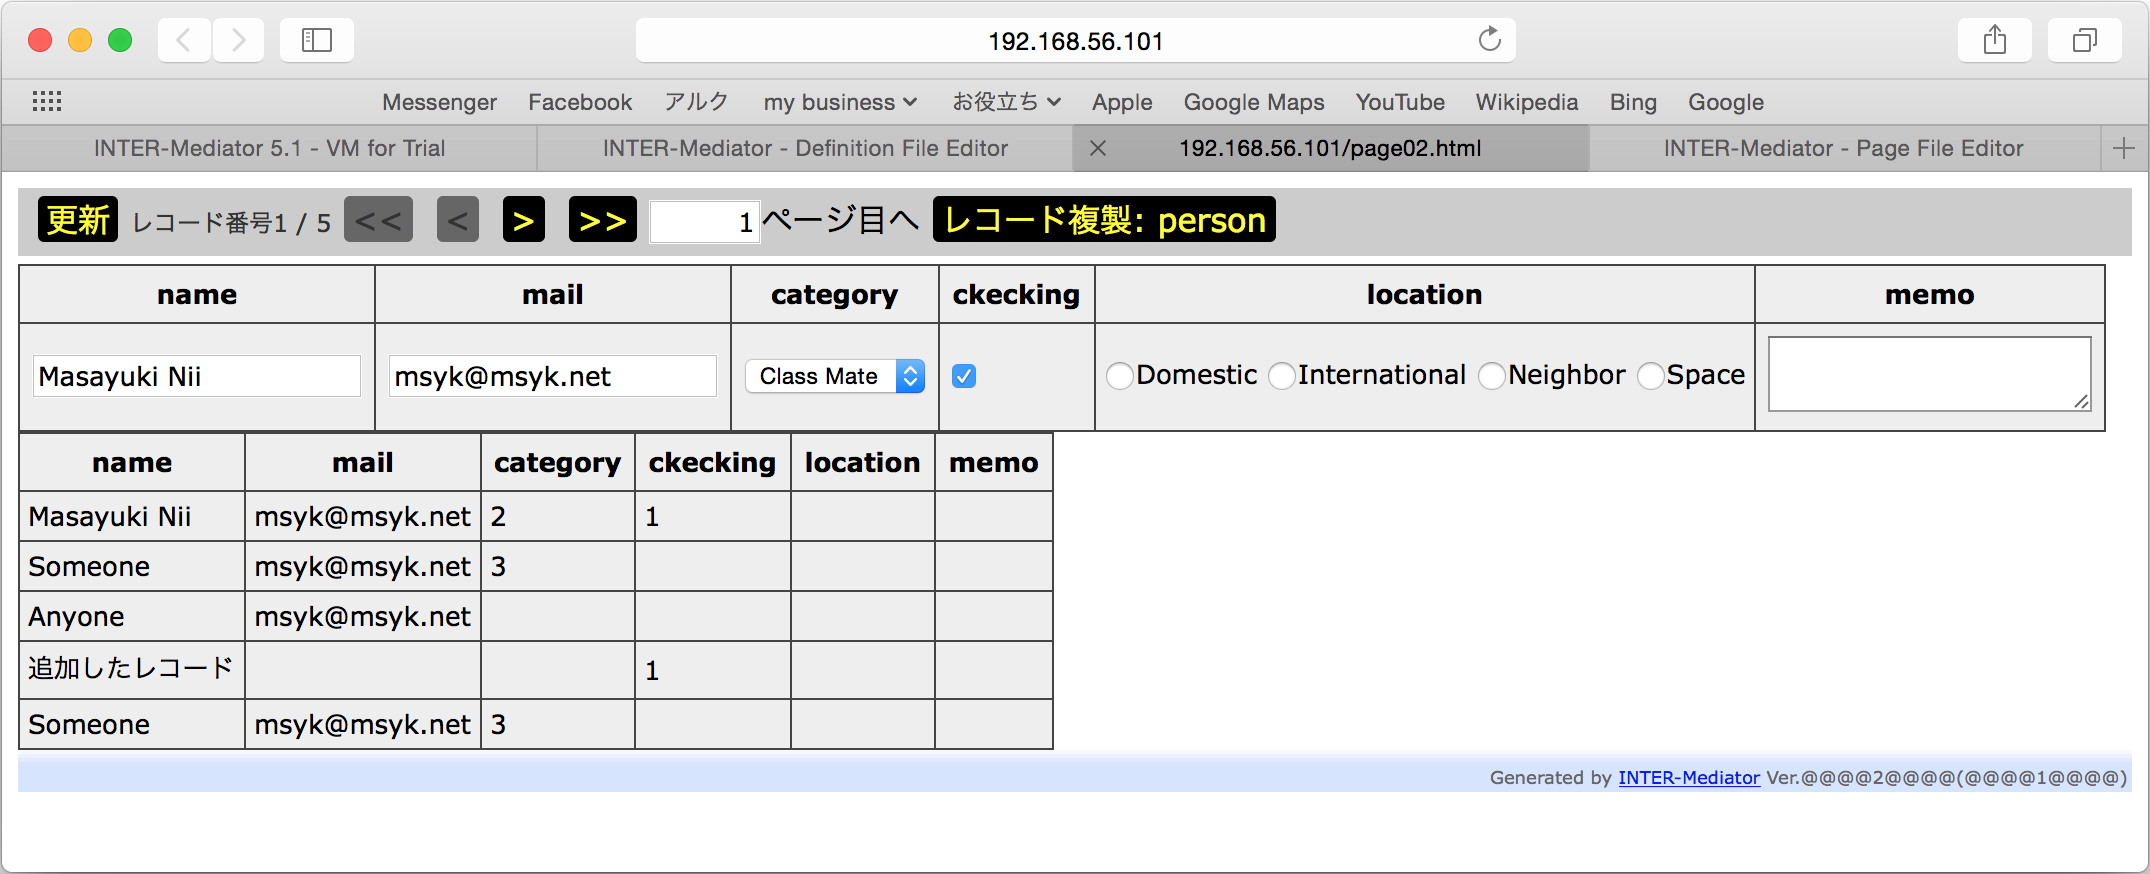 192.168.56.101
Messenger Facebook アルク my business お役立ち Apple Google Maps YouTube Wikipedia Bing Google
INTER-Mediator 5.1 - VM for Trial INTER-Mediator - Definition File Editor 192.168.56.101/page02.html INTER-Mediator - Page File Editor
更新 レコード番号1 / 5 << < > >> 1 ページ目へ レコード複製: person
name mail category ckecking location memo
Masayuki Nii msyk@msyk.net Class Mate Domestic International Neighbor Space
name mail category ckecking location memo
Masayuki Nii msyk@msyk.net 2 1
Someone msyk@msyk.net 3
Anyone msyk@msyk.net
追加したレコード 1
Someone msyk@msyk.net 3
Generated by INTER-Mediator Ver.@@@@2@@@@(@@@@1@@@@)